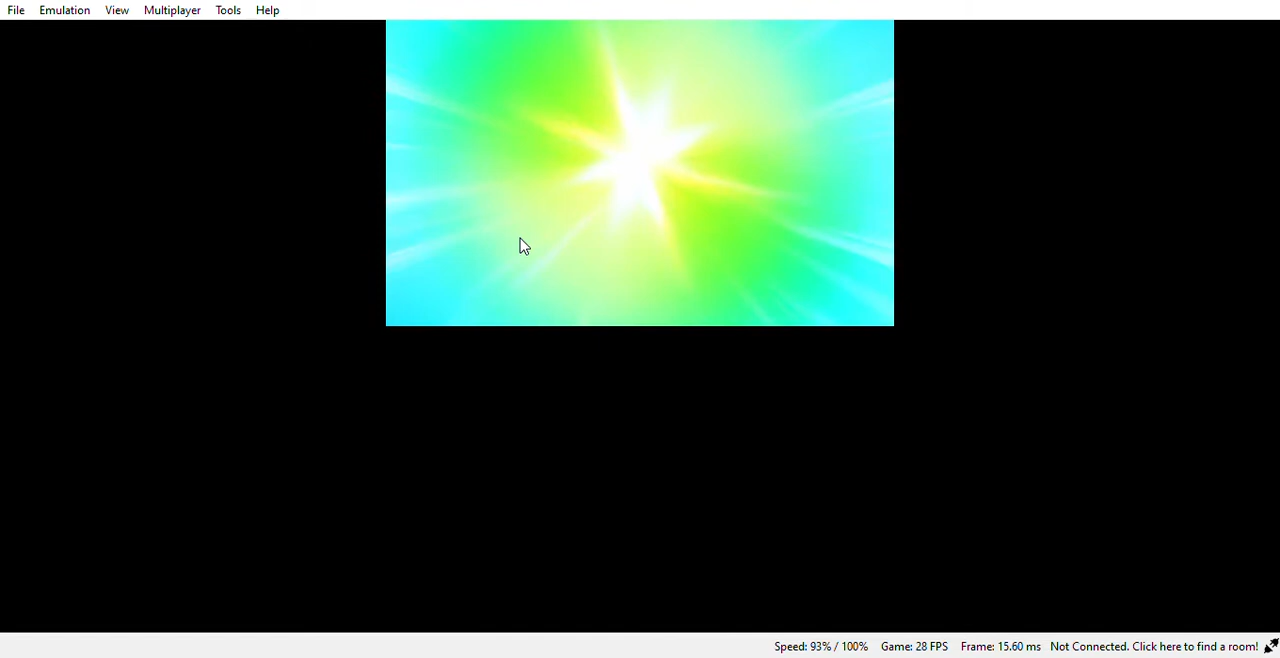 File Emulation View Multiplayer Tools Help
Speed: 93% / 100% Game: 28 FPS Frame: 15.60 ms Not Connected. Click here to find a room!